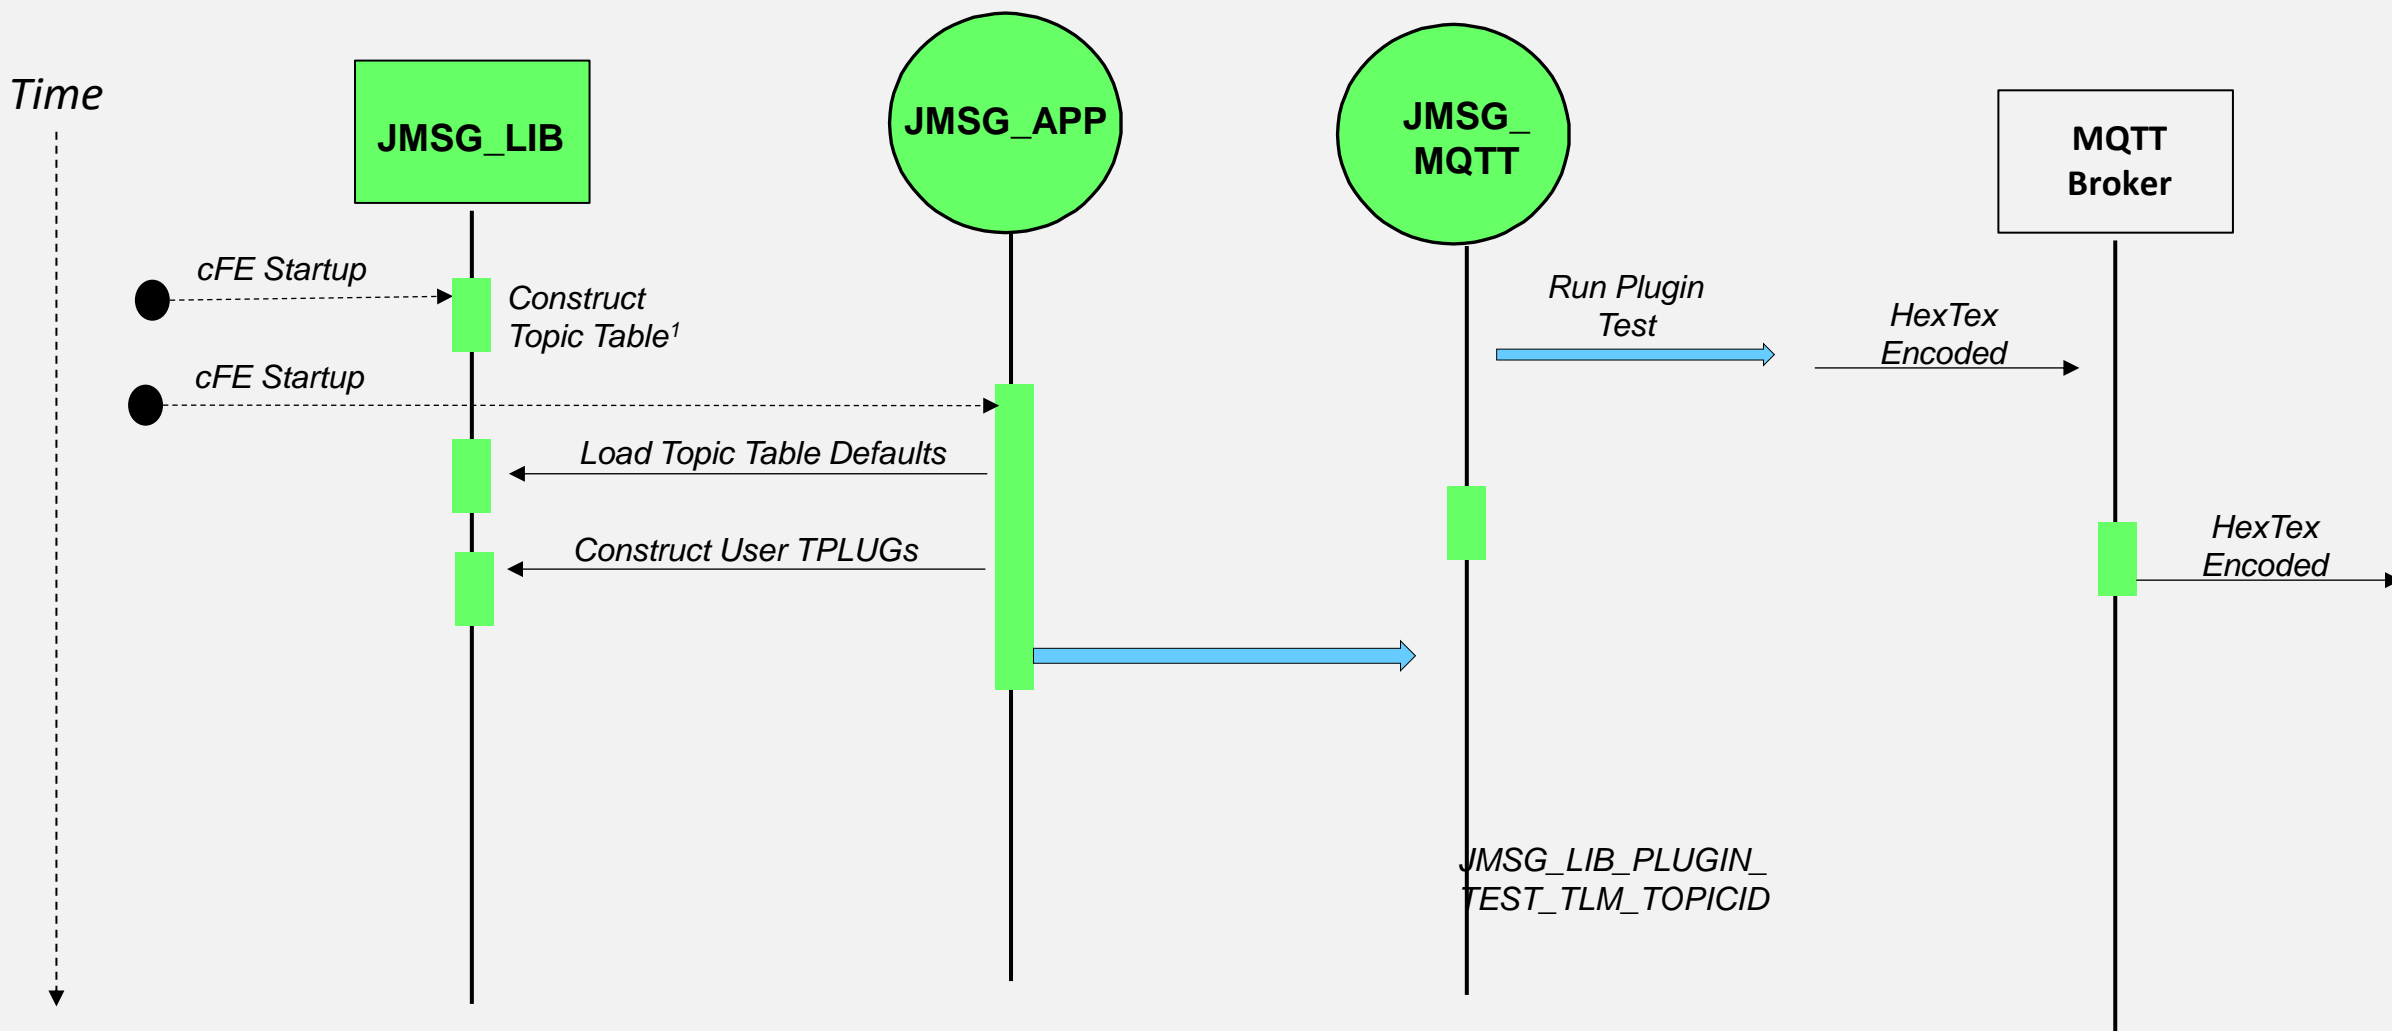 Time
JMSG_LIB
JMSG_APP
JMSG_
MQTT
MQTT
Broker
cFE Startup
Construct
Topic Table¹
Run Plugin
Test
HexTex
Encoded
cFE Startup
Load Topic Table Defaults
Construct User TPLUGs
HexTex
Encoded
JMSG_LIB_PLUGIN_
TEST_TLM_TOPICID